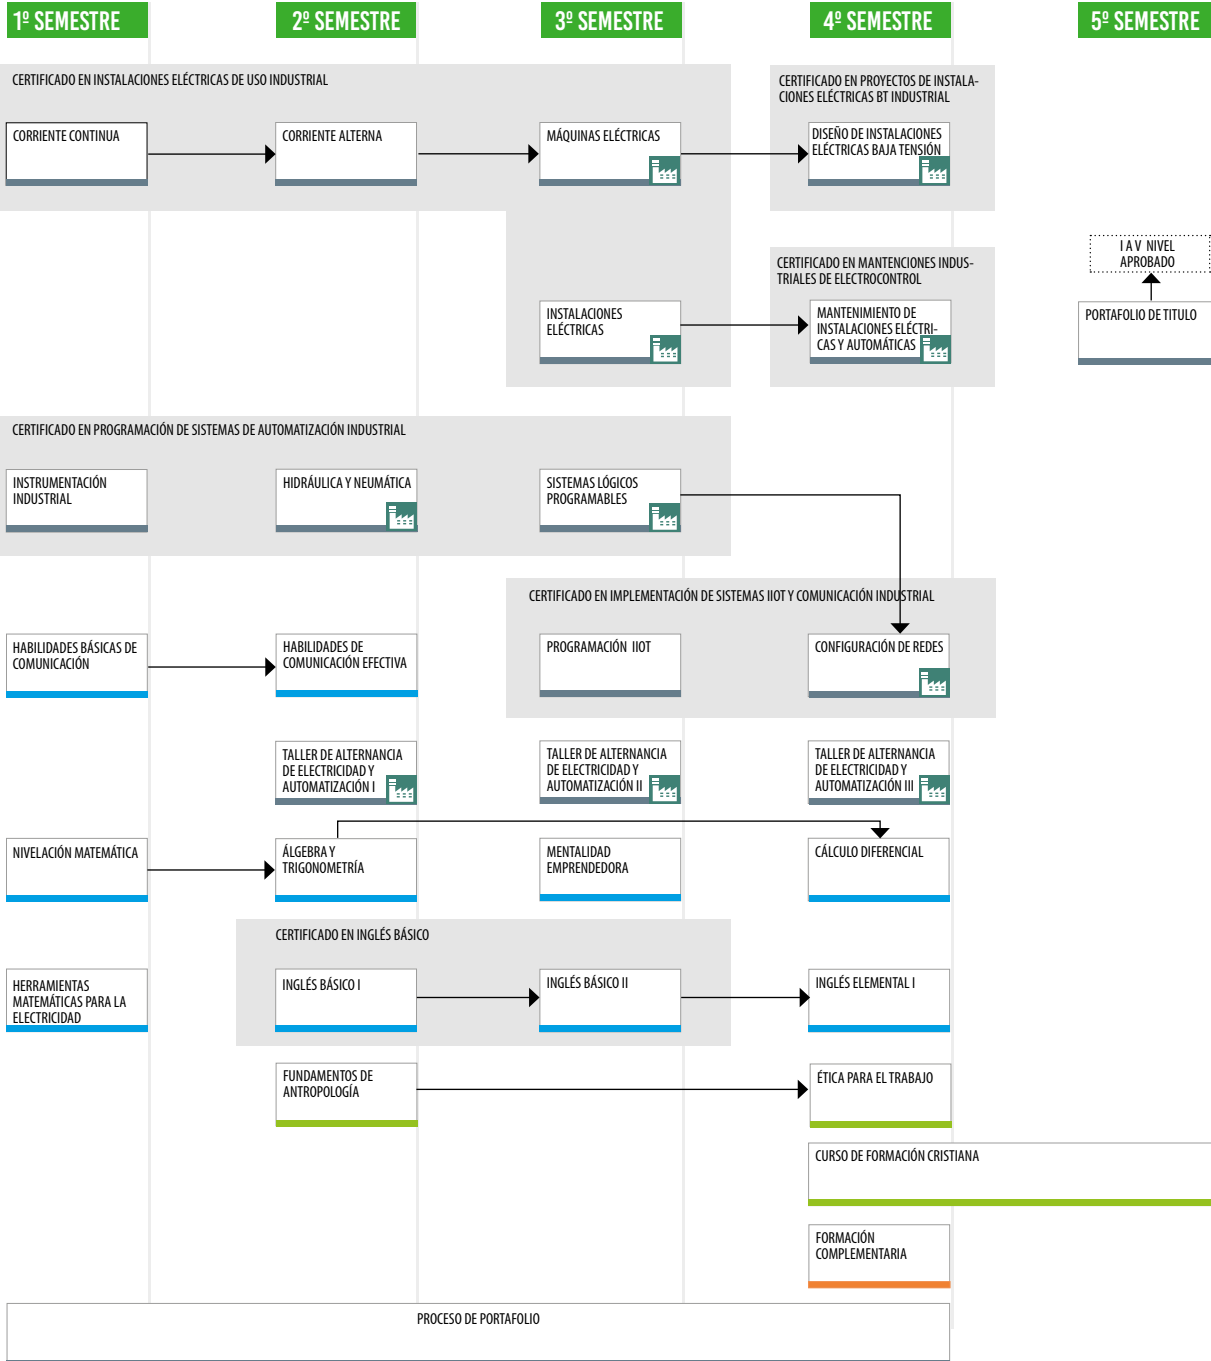 1º SEMESTRE
2º SEMESTRE
3º SEMESTRE
4º SEMESTRE
5º SEMESTRE
CERTIFICADO EN INSTALACIONES ELÉCTRICAS DE USO INDUSTRIAL
CERTIFICADO EN PROYECTOS DE INSTALA-
CIONES ELÉCTRICAS BT INDUSTRIAL
CORRIENTE CONTINUA
CORRIENTE ALTERNA
MÁQUINAS ELÉCTRICAS
DISEÑO DE INSTALACIONES
ELÉCTRICAS BAJA TENSIÓN
I A V NIVEL
APROBADO
CERTIFICADO EN MANTENCIONES INDUS-
TRIALES DE ELECTROCONTROL
INSTALACIONES
ELÉCTRICAS
MANTENIMIENTO DE
INSTALACIONES ELÉCTRI-
CAS Y AUTOMÁTICAS
PORTAFOLIO DE TITULO
CERTIFICADO EN PROGRAMACIÓN DE SISTEMAS DE AUTOMATIZACIÓN INDUSTRIAL
INSTRUMENTACIÓN
INDUSTRIAL
HIDRÁULICA Y NEUMÁTICA
SISTEMAS LÓGICOS
PROGRAMABLES
CERTIFICADO EN IMPLEMENTACIÓN DE SISTEMAS IIOT Y COMUNICACIÓN INDUSTRIAL
HABILIDADES BÁSICAS DE
COMUNICACIÓN
HABILIDADES DE
COMUNICACIÓN EFECTIVA
PROGRAMACIÓN IIOT
CONFIGURACIÓN DE REDES
TALLER DE ALTERNANCIA
DE ELECTRICIDAD Y
AUTOMATIZACIÓN I
TALLER DE ALTERNANCIA
DE ELECTRICIDAD Y
AUTOMATIZACIÓN II
TALLER DE ALTERNANCIA
DE ELECTRICIDAD Y
AUTOMATIZACIÓN III
NIVELACIÓN MATEMÁTICA
ÁLGEBRA Y
TRIGONOMETRÍA
MENTALIDAD
EMPRENDEDORA
CÁLCULO DIFERENCIAL
CERTIFICADO EN INGLÉS BÁSICO
HERRAMIENTAS
MATEMÁTICAS PARA LA
ELECTRICIDAD
INGLÉS BÁSICO I
INGLÉS BÁSICO II
INGLÉS ELEMENTAL I
FUNDAMENTOS DE
ANTROPOLOGÍA
ÉTICA PARA EL TRABAJO
CURSO DE FORMACIÓN CRISTIANA
FORMACIÓN
COMPLEMENTARIA
PROCESO DE PORTAFOLIO